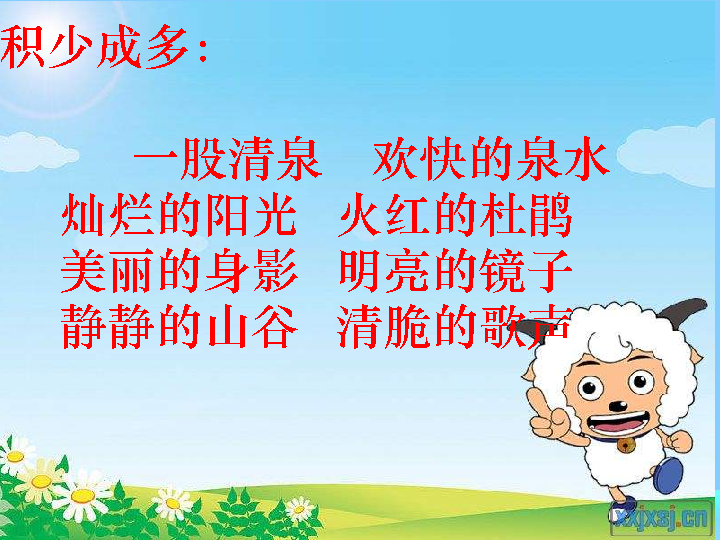 积少成多：
一股清泉 欢快的泉水
灿烂的阳光 火红的杜鹃
美丽的身影 明亮的镜子
静静的山谷 清脆的歌声
xxjxsj.cn